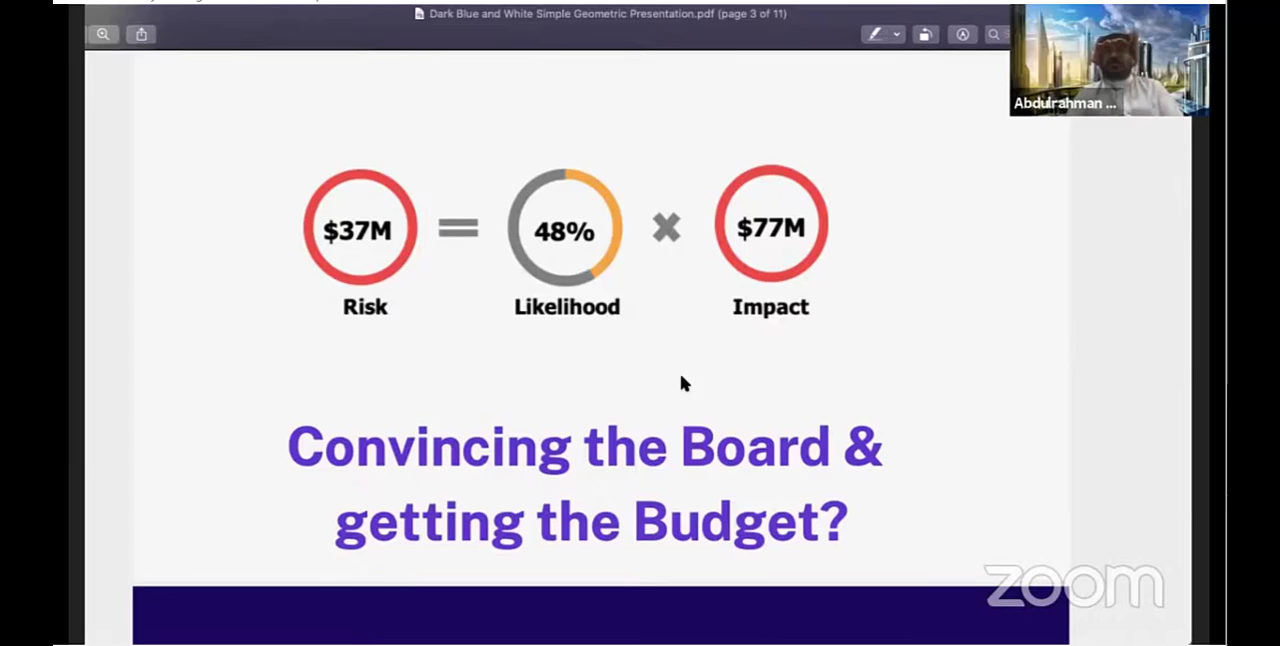 Dark Blue and White Simple Geometric Presentation.pdf (page 3 of 11)
Abdulrahman ...
$37M
48%
$77M
Risk
Likelihood
Impact
Convincing the Board &
getting the Budget?
zoom